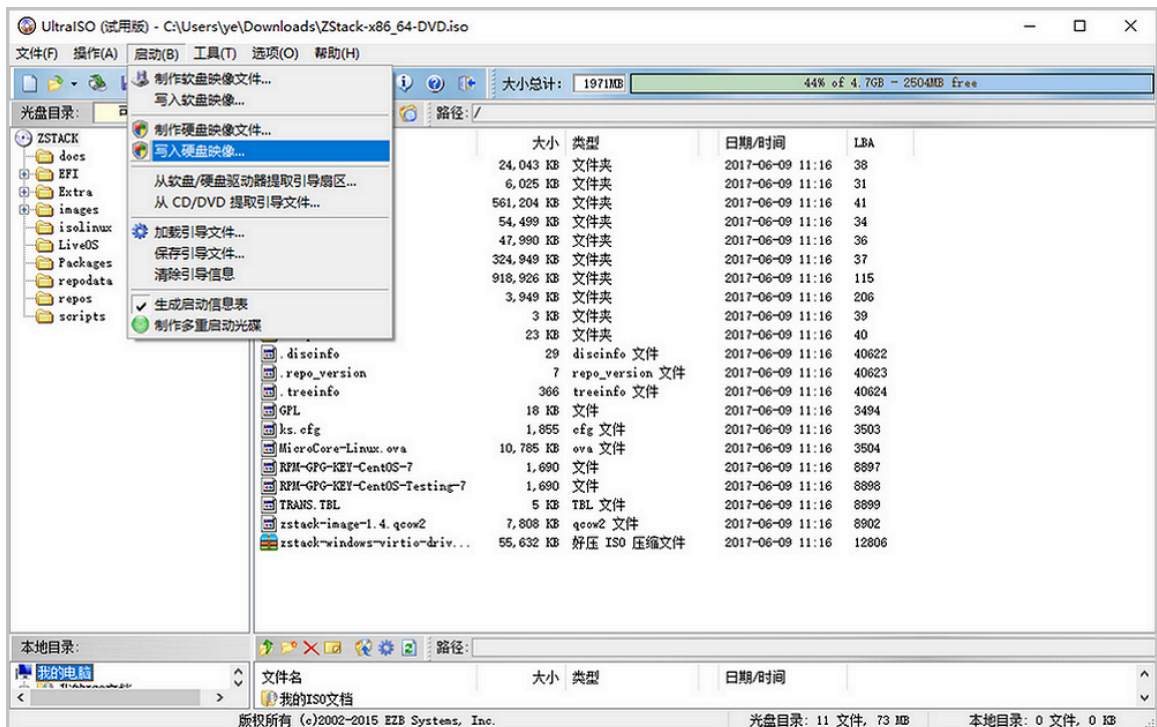 UltraISO (试用版) - C:\Users\ye\Downloads\ZStack-x86_64-DVD.iso
文件(F) 操作(A) 启动(B) 工具(T) 选项(O) 帮助(H)
大小总计: 1971MB 44% of 4.7GB - 2504MB free
光盘目录: 可 路径: /
制作软盘映像文件...
写入软盘映像...
制作硬盘映像文件...
写入硬盘映像...
从软盘/硬盘驱动器提取引导扇区...
从 CD/DVD 提取引导文件...
加载引导文件...
保存引导文件...
清除引导信息
生成启动信息表
制作多重启动光碟
ZSTACK
docs
EFI
Extra
images
isolinux
LiveOS
Packages
repodata
repos
scripts
大小 类型 日期/时间 LBA
24,043 KB 文件夹 2017-06-09 11:16 38
6,025 KB 文件夹 2017-06-09 11:16 31
561,204 KB 文件夹 2017-06-09 11:16 41
54,499 KB 文件夹 2017-06-09 11:16 34
47,990 KB 文件夹 2017-06-09 11:16 36
324,949 KB 文件夹 2017-06-09 11:16 37
918,926 KB 文件夹 2017-06-09 11:16 115
3,949 KB 文件夹 2017-06-09 11:16 206
3 KB 文件夹 2017-06-09 11:16 39
23 KB 文件夹 2017-06-09 11:16 40
.discinfo 29 discinfo 文件 2017-06-09 11:16 40622
.repo_version 7 repo_version 文件 2017-06-09 11:16 40623
.treeinfo 366 treeinfo 文件 2017-06-09 11:16 40624
GPL 18 KB 文件 2017-06-09 11:16 3494
ks.cfg 1,855 cfg 文件 2017-06-09 11:16 3503
MicroCore-Linux.ova 10,785 KB ova 文件 2017-06-09 11:16 3504
RPM-GPG-KEY-CentOS-7 1,690 文件 2017-06-09 11:16 8897
RPM-GPG-KEY-CentOS-Testing-7 1,690 文件 2017-06-09 11:16 8898
TRANS.TBL 5 KB TBL 文件 2017-06-09 11:16 8899
zstack-image-1.4.qcow2 7,808 KB qcow2 文件 2017-06-09 11:16 8902
zstack-windows-virtio-driv... 55,632 KB 好压 ISO 压缩文件 2017-06-09 11:16 12806
本地目录: 路径:
我的电脑
文件名 大小 类型 日期/时间
我的ISO文档
版权所有 (c)2002-2015 EZB Systems, Inc. 光盘目录: 11 文件, 73 MB 本地目录: 0 文件, 0 KB